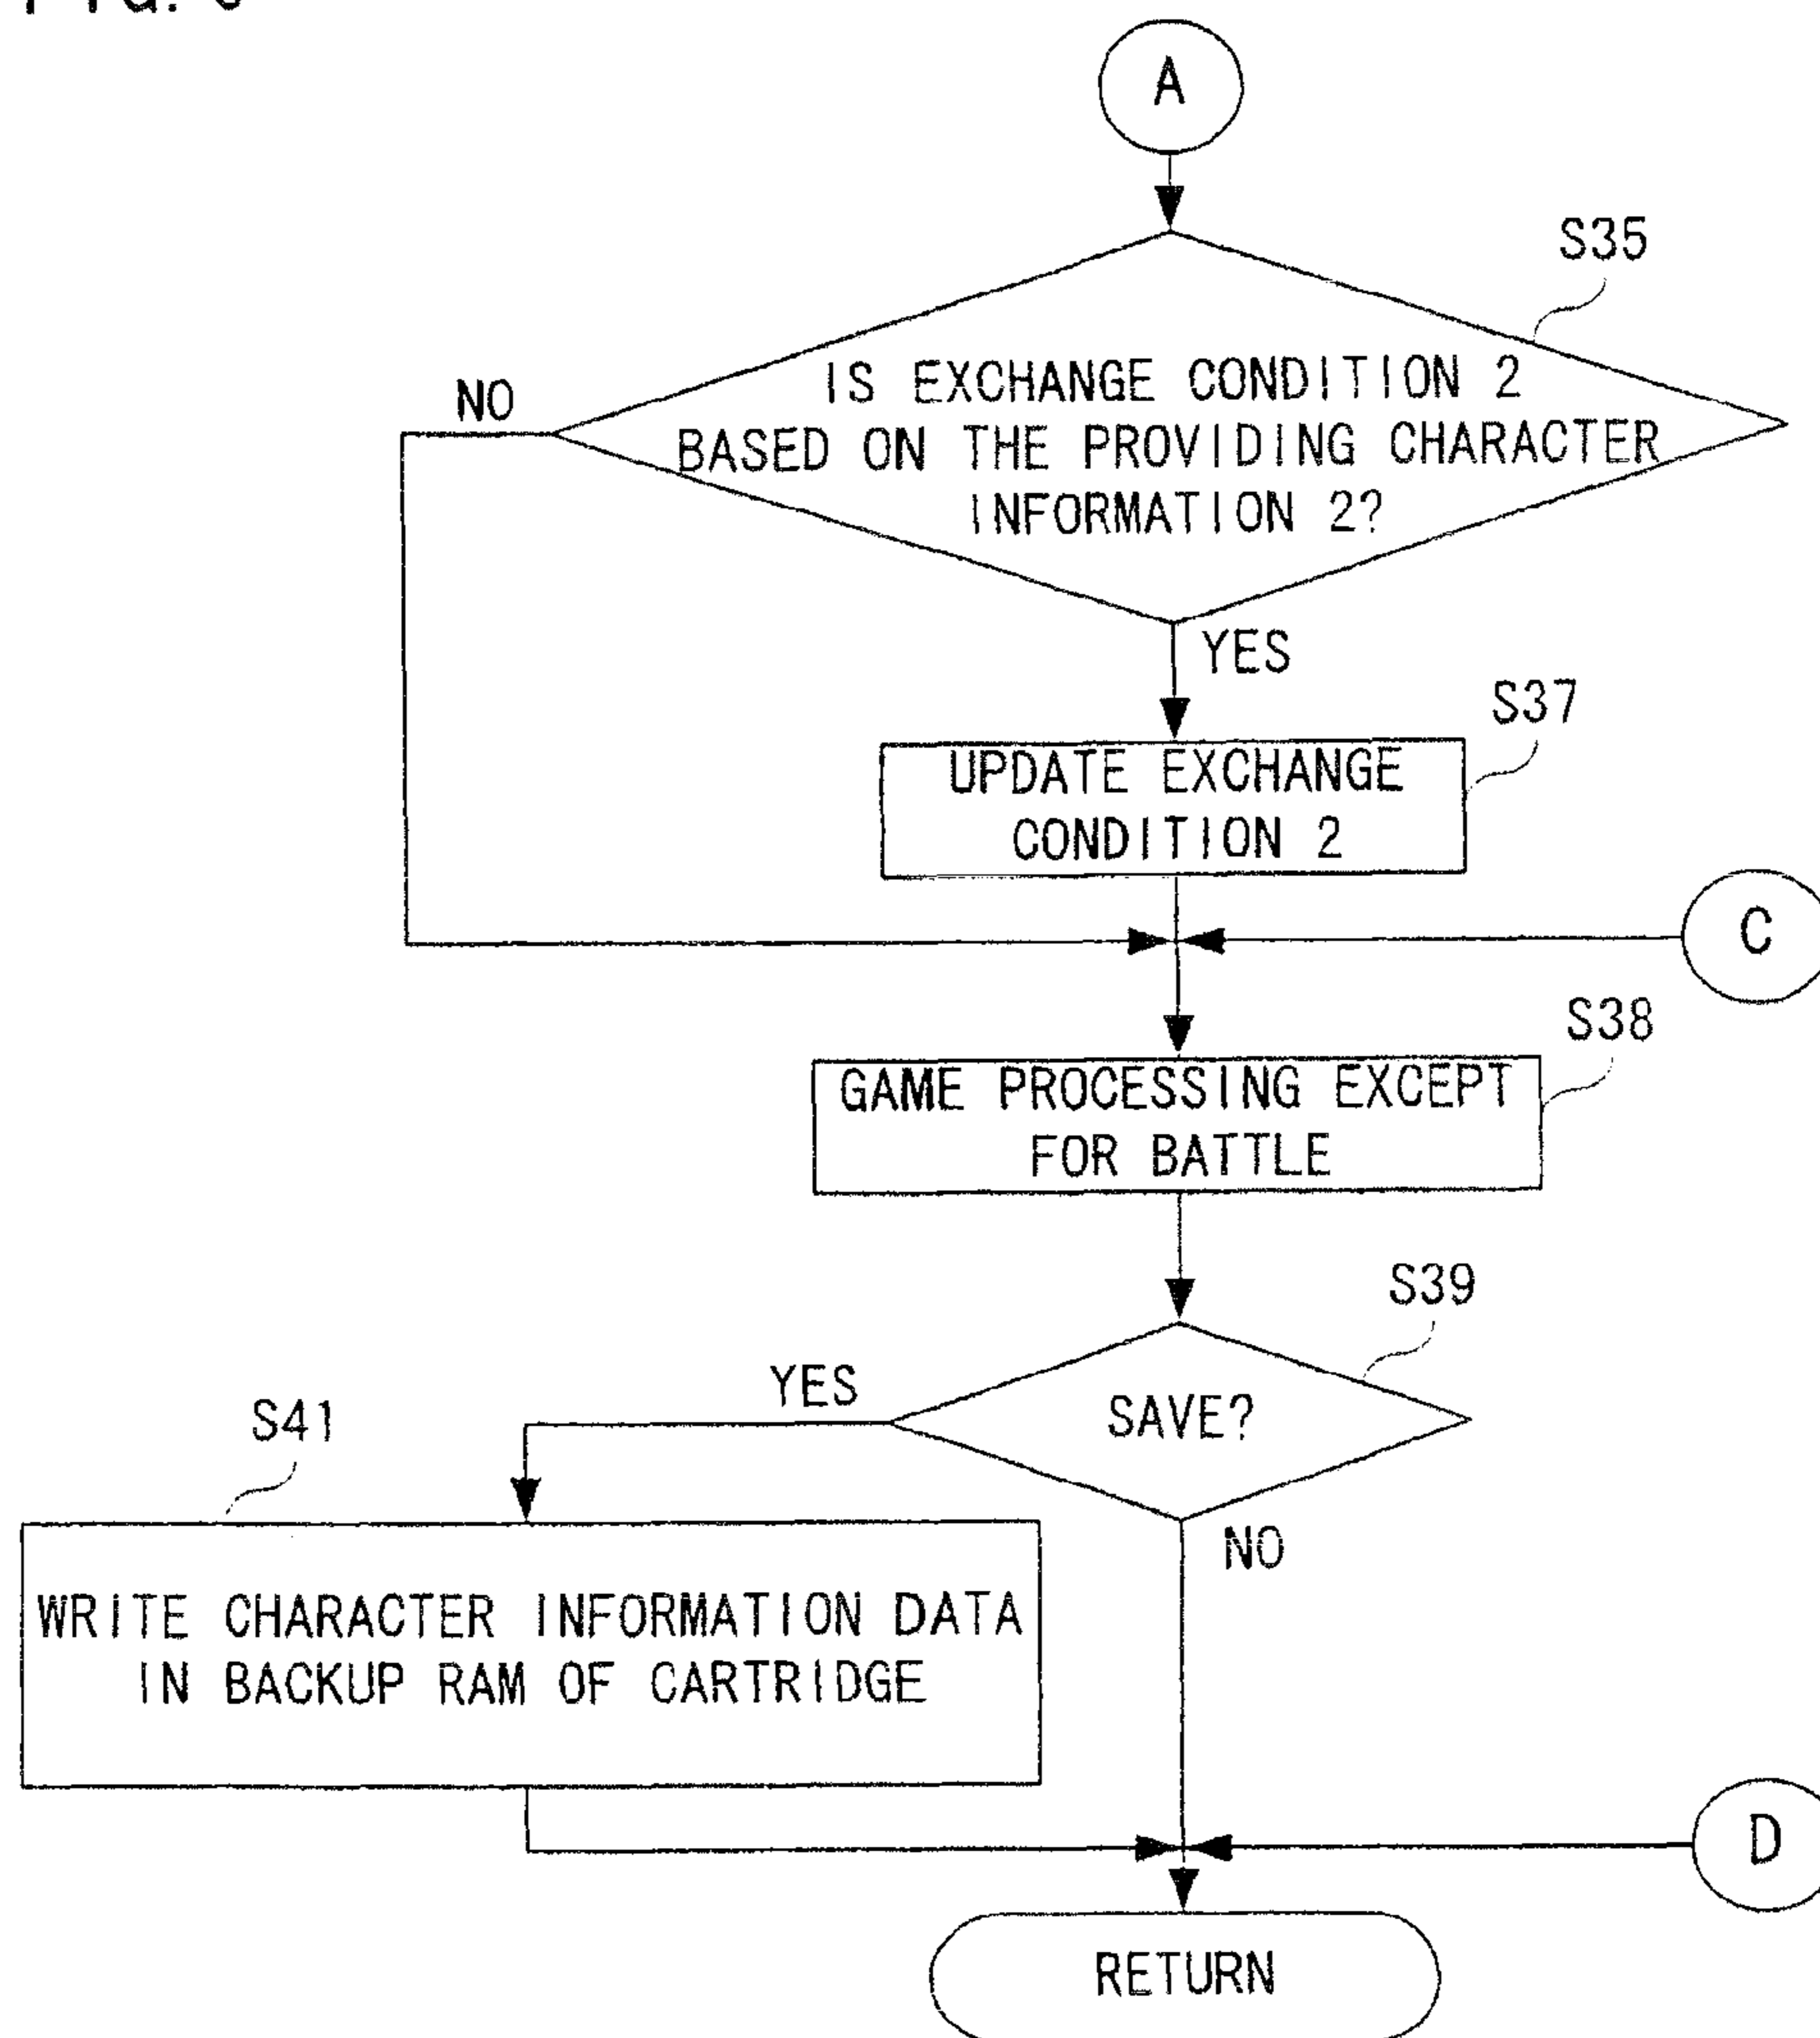 A
S35
IS EXCHANGE CONDITION 2
NO
BASED ON THE PROVIDING CHARACTER
INFORMATION 2?
YES
S37
UPDATE EXCHANGE
CONDITION 2
C
S38
GAME PROCESSING EXCEPT
FOR BATTLE
S39
YES
SAVE?
S41
NO
WRITE CHARACTER INFORMATION DATA
IN BACKUP RAM OF CARTRIDGE
D
RETURN